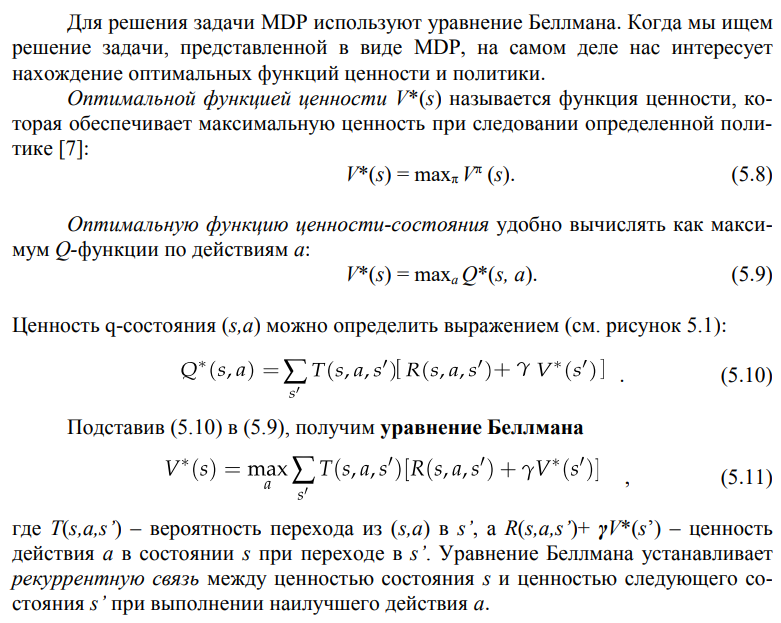 Для решения задачи MDP используют уравнение Беллмана. Когда мы ищем
решение задачи, представленной в виде MDP, на самом деле нас интересует
нахождение оптимальных функций ценности и политики.
Оптимальной функцией ценности V*(s) называется функция ценности, ко-
торая обеспечивает максимальную ценность при следовании определенной поли-
тике [7]:
V*(s) = maxπ Vπ (s). (5.8)
Оптимальную функцию ценности-состояния удобно вычислять как макси-
мум Q-функции по действиям a:
V*(s) = maxa Q*(s, a). (5.9)
Ценность q-состояния (s,a) можно определить выражением (см. рисунок 5.1):
Q*(s, a) = ∑s′ T(s, a, s′)[ R(s, a, s′)+ γ V*(s′)] . (5.10)
Подставив (5.10) в (5.9), получим уравнение Беллмана
V*(s) = maxa ∑s′ T(s, a, s′)[R(s, a, s′) + γV*(s′)] , (5.11)
где T(s,a,s’) – вероятность перехода из (s,a) в s’, а R(s,a,s’)+ γV*(s’) – ценность
действия a в состоянии s при переходе в s’. Уравнение Беллмана устанавливает
рекуррентную связь между ценностью состояния s и ценностью следующего со-
стояния s’ при выполнении наилучшего действия a.